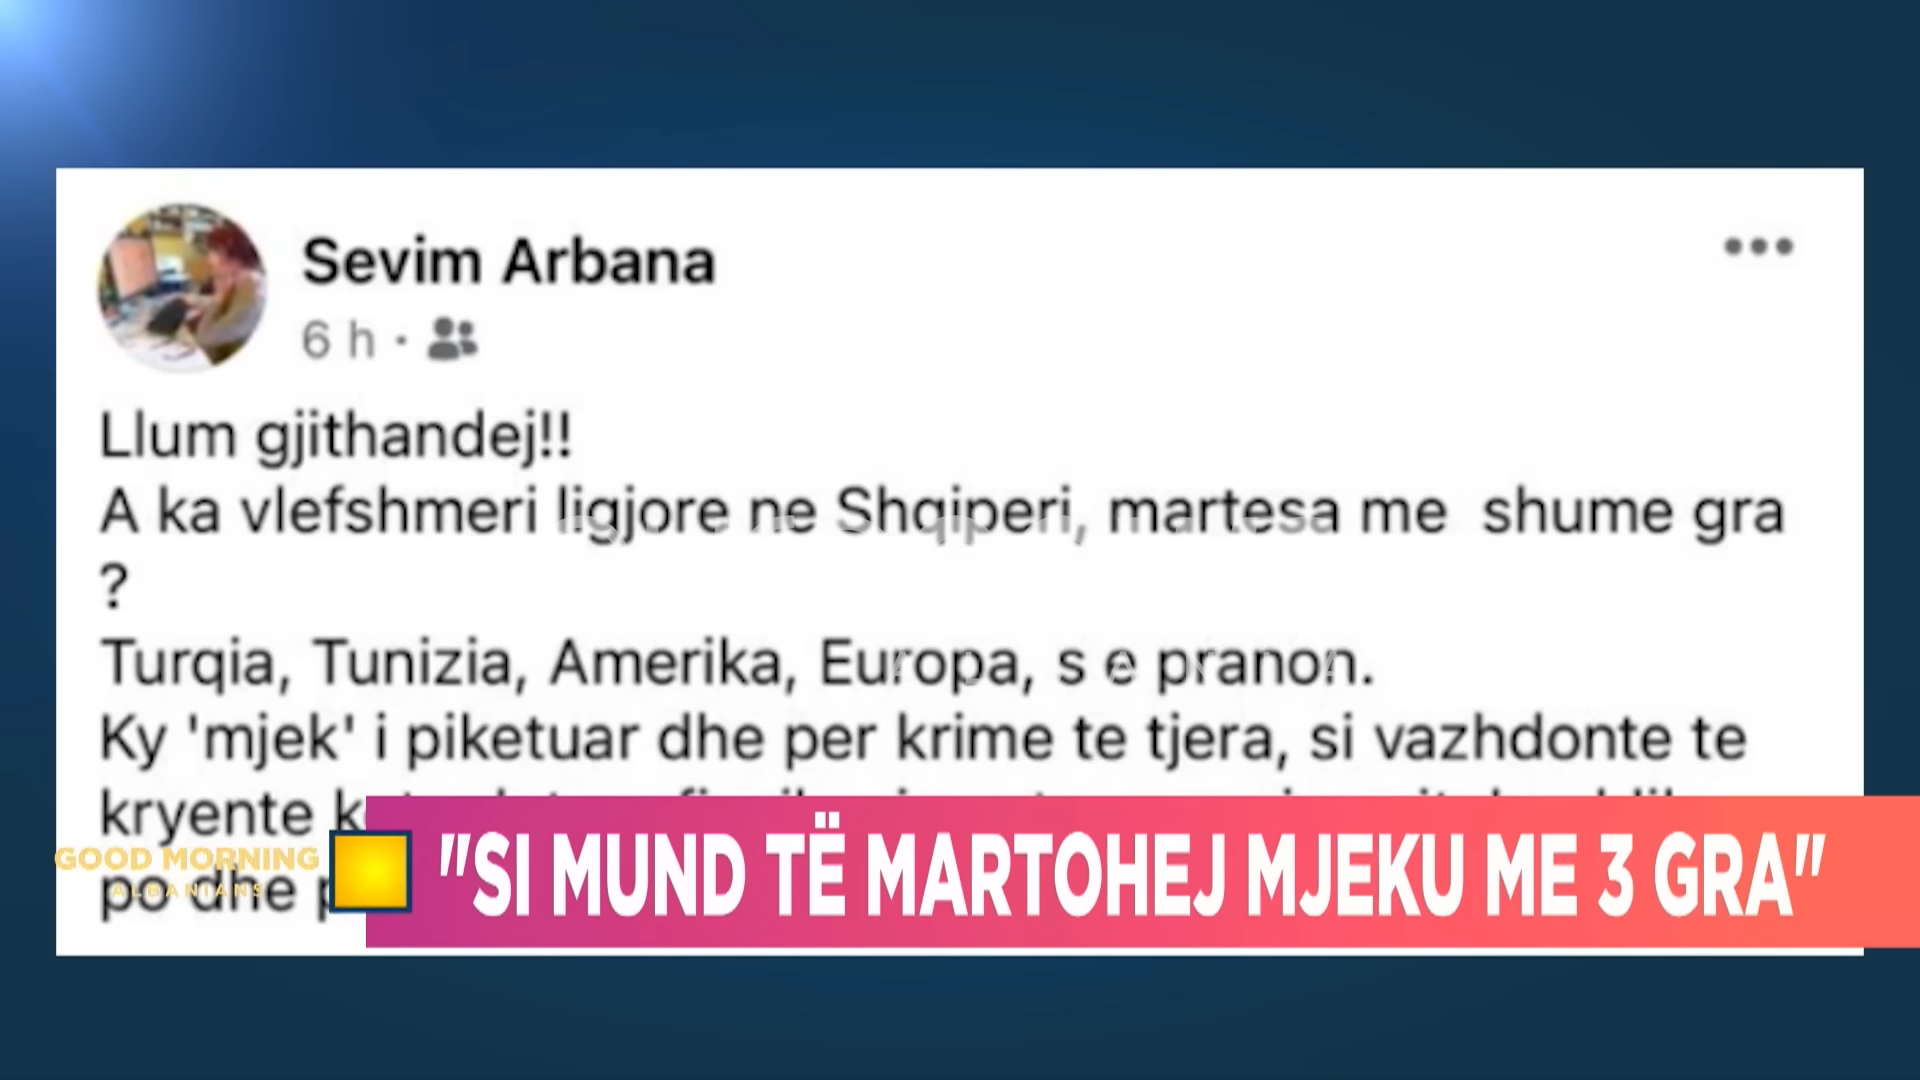 Sevim Arbana
6 h ·
Llum gjithandej!!
A ka vlefshmeri ligjore ne Shqiperi, martesa me shume gra
?
Turqia, Tunizia, Amerika, Europa, s e pranon.
Ky 'mjek' i piketuar dhe per krime te tjera, si vazhdonte te
kryente
po dhe
GOOD MORNING
ALBANIANS
"SI MUND TË MARTOHEJ MJEKU ME 3 GRA"